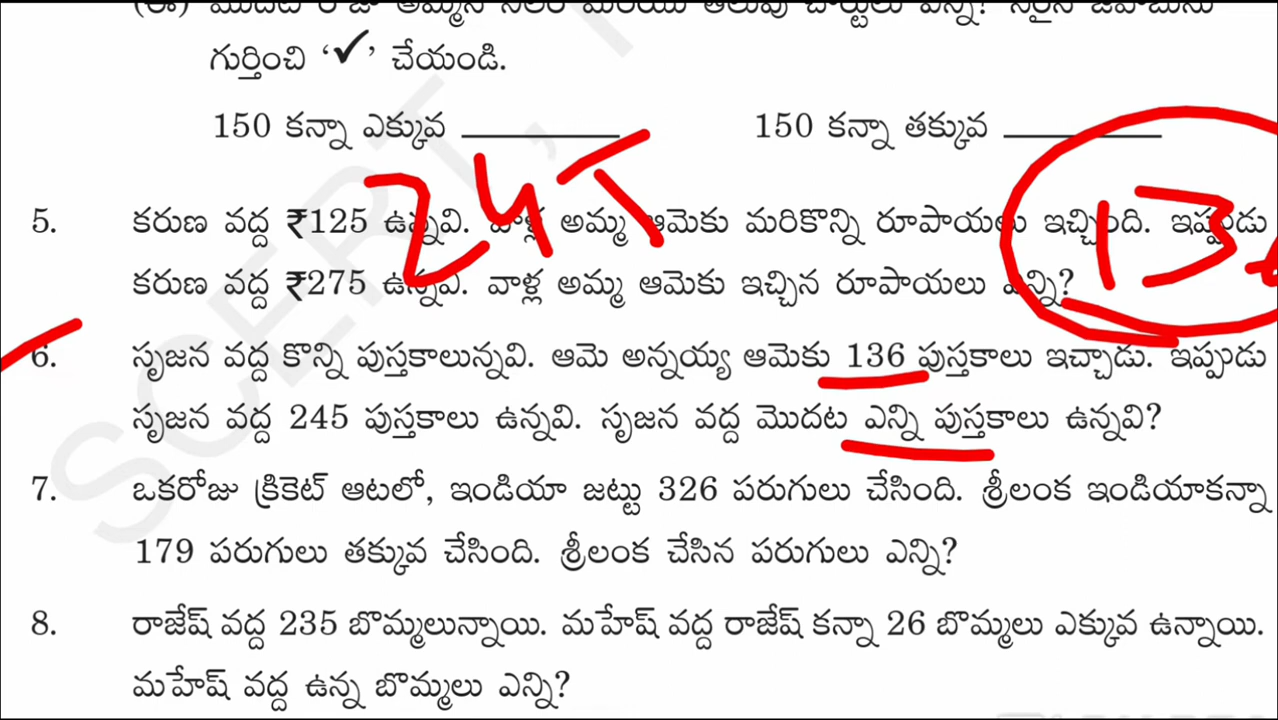 గుర్తించి ‘✓’ చేయండి.
150 కన్నా ఎక్కువ ________ 150 కన్నా తక్కువ ________
245
5. కరుణ వద్ద ₹125 ఉన్నవి. వాళ్ల అమ్మ ఆమెకు మరికొన్ని రూపాయలు ఇచ్చింది. ఇప్పుడు
కరుణ వద్ద ₹275 ఉన్నవి. వాళ్ల అమ్మ ఆమెకు ఇచ్చిన రూపాయలు ఎన్ని?
6. సృజన వద్ద కొన్ని పుస్తకాలున్నవి. ఆమె అన్నయ్య ఆమెకు 136 పుస్తకాలు ఇచ్చాడు. ఇప్పుడు
సృజన వద్ద 245 పుస్తకాలు ఉన్నవి. సృజన వద్ద మొదట ఎన్ని పుస్తకాలు ఉన్నవి?
7. ఒకరోజు క్రికెట్ ఆటలో, ఇండియా జట్టు 326 పరుగులు చేసింది. శ్రీలంక ఇండియాకన్నా
179 పరుగులు తక్కువ చేసింది. శ్రీలంక చేసిన పరుగులు ఎన్ని?
8. రాజేష్ వద్ద 235 బొమ్మలున్నాయి. మహేష్ వద్ద రాజేష్ కన్నా 26 బొమ్మలు ఎక్కువ ఉన్నాయి.
మహేష్ వద్ద ఉన్న బొమ్మలు ఎన్ని?
SCERT,